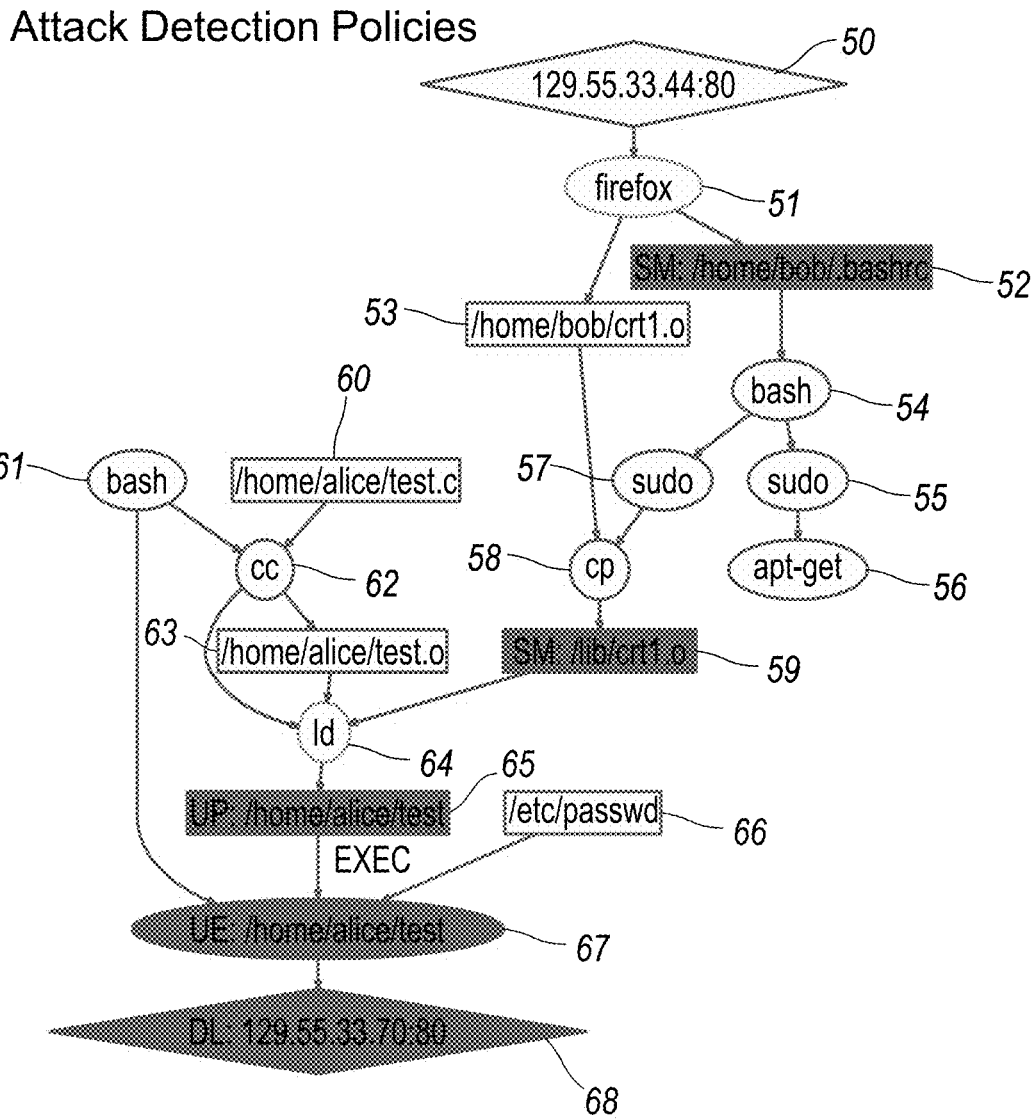 Attack Detection Policies
50
129.55.33.44:80
firefox
51
SM: /home/bob/.bashrc
52
53
/home/bob/crt1.o
60
bash
54
61
bash
/home/alice/test.c
57
sudo
sudo
55
cc
62
58
cp
apt-get
56
63
/home/alice/test.o
SM: /lib/crt1.o
59
ld
64
65
UP: /home/alice/test
/etc/passwd
66
EXEC
UE: /home/alice/test
67
DL: 129.55.33.70:80
68